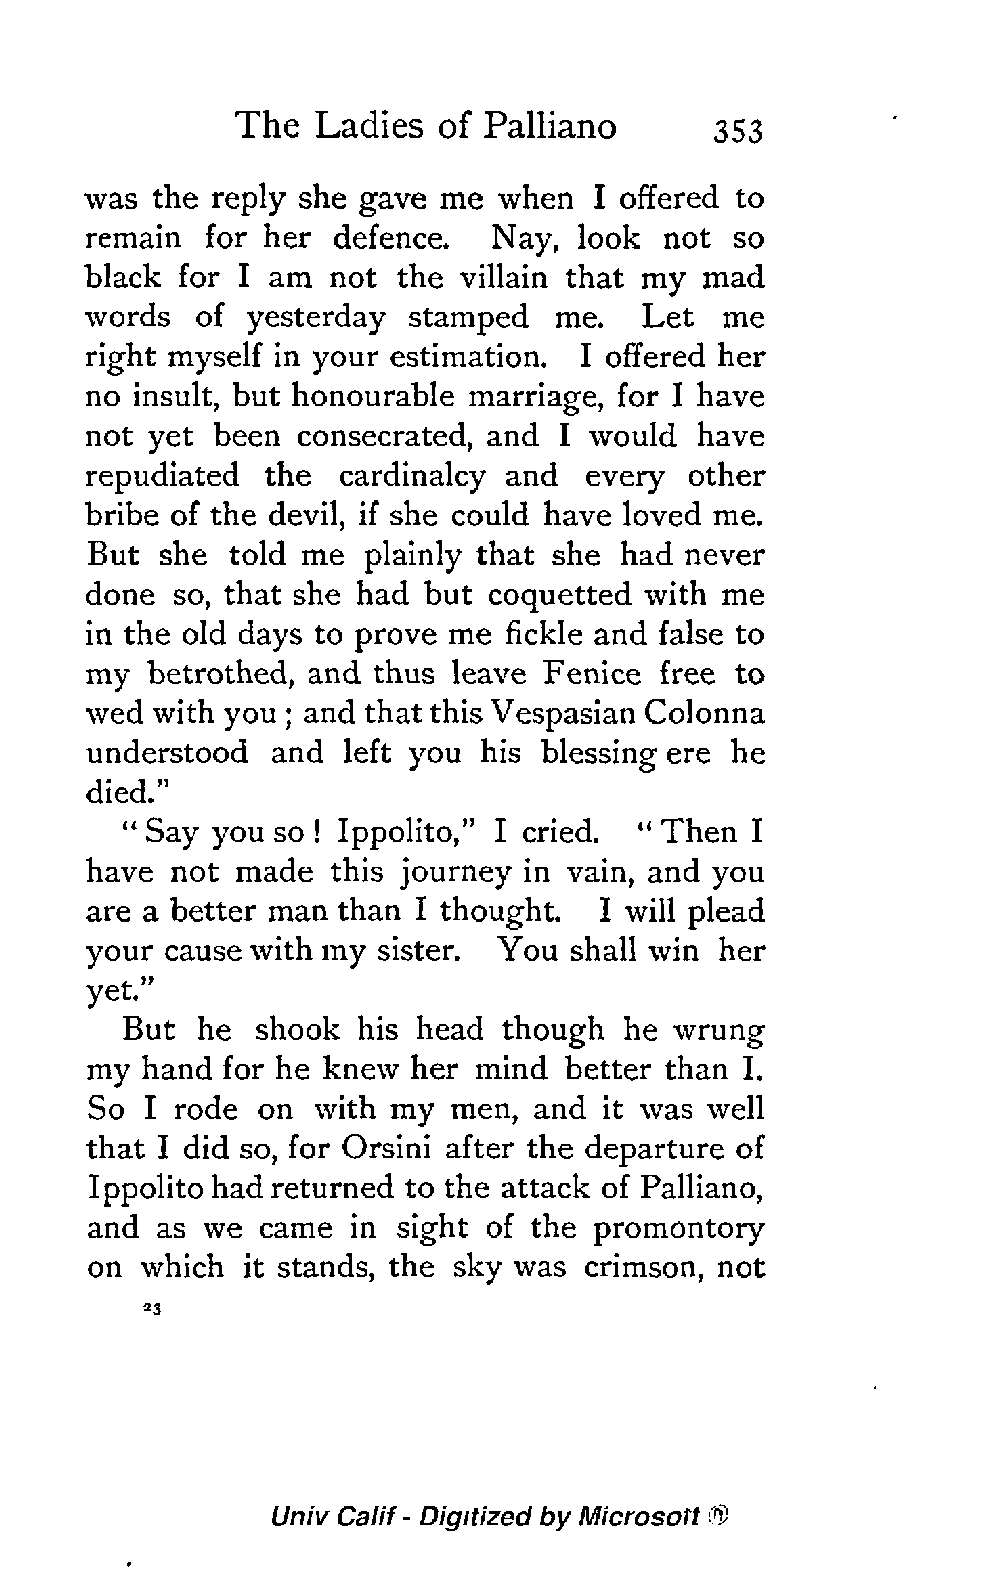 The Ladies of Palliano 353
was the reply she gave me when I offered to
remain for her defence. Nay, look not so
black for I am not the villain that my mad
words of yesterday stamped me. Let me
right myself in your estimation. I offered her
no insult, but honourable marriage, for I have
not yet been consecrated, and I would have
repudiated the cardinalcy and every other
bribe of the devil, if she could have loved me.
But she told me plainly that she had never
done so, that she had but coquetted with me
in the old days to prove me fickle and false to
my betrothed, and thus leave Fenice free to
wed with you ; and that this Vespasian Colonna
understood and left you his blessing ere he
died."
" Say you so ! Ippolito," I cried. " Then I
have not made this journey in vain, and you
are a better man than I thought. I will plead
your cause with my sister. You shall win her
yet."
But he shook his head though he wrung
my hand for he knew her mind better than I.
So I rode on with my men, and it was well
that I did so, for Orsini after the departure of
Ippolito had returned to the attack of Palliano,
and as we came in sight of the promontory
on which it stands, the sky was crimson, not
23
Univ Calif - Digitized by Microsoft ®